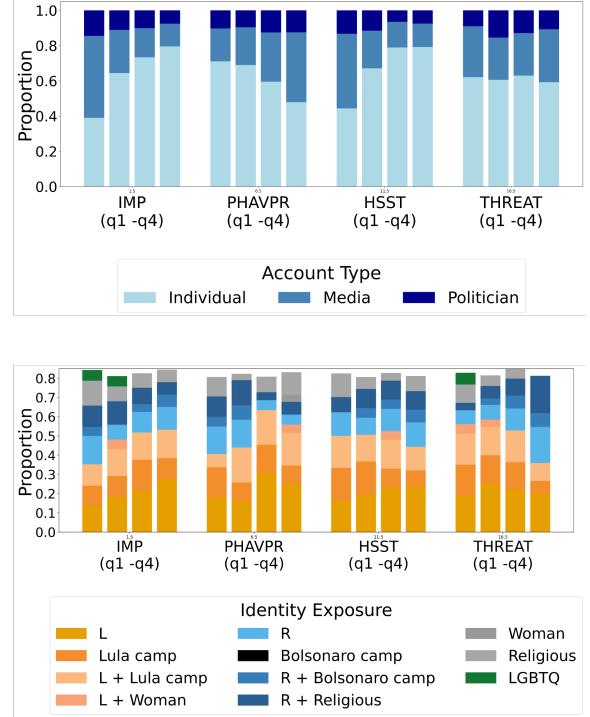 1.0
0.8
0.6
0.4
0.2
0.0
Proportion
1.5 6.5 11.5 16.5
IMP PHAVPR HSST THREAT
(q1 -q4) (q1 -q4) (q1 -q4) (q1 -q4)
Account Type
Individual Media Politician
0.8
0.7
0.6
0.5
0.4
0.3
0.2
0.1
0.0
Proportion
1.5 6.5 11.5 16.5
IMP PHAVPR HSST THREAT
(q1 -q4) (q1 -q4) (q1 -q4) (q1 -q4)
Identity Exposure
L R Woman
Lula camp Bolsonaro camp Religious
L + Lula camp R + Bolsonaro camp LGBTQ
L + Woman R + Religious